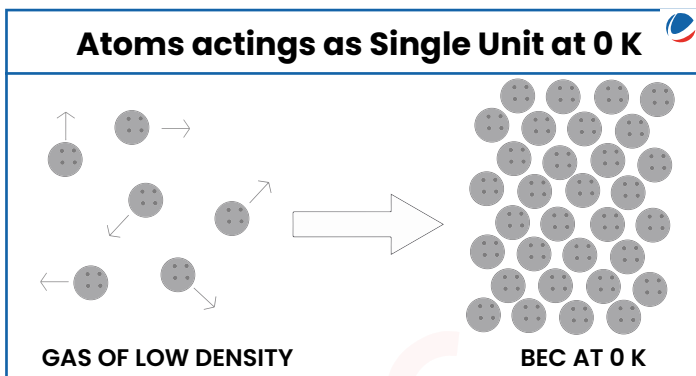 Atoms actings as Single Unit at 0 K
GAS OF LOW DENSITY
BEC AT 0 K